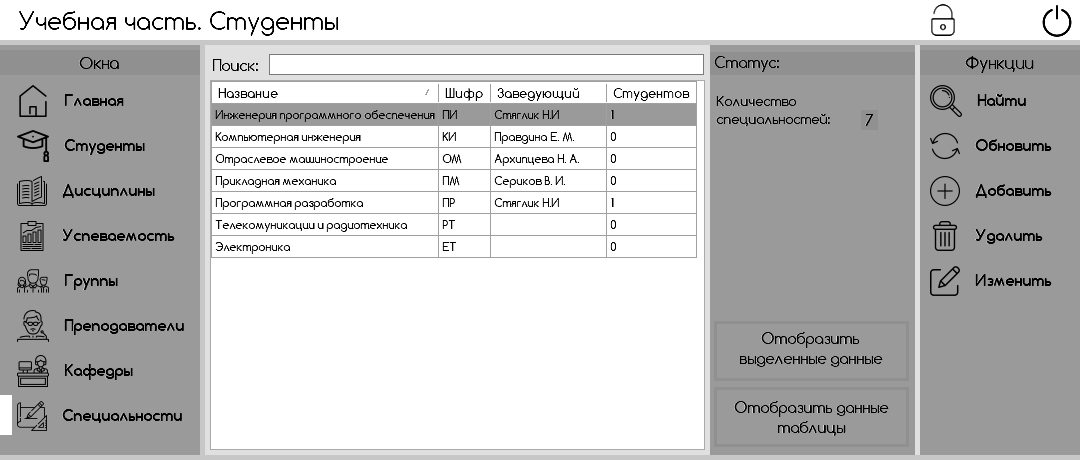 Учебная часть. Студенты
Окна
Главная
Студенты
Дисциплины
Успеваемость
Группы
Преподаватели
Кафедры
Специальности
Поиск:
Название / Шифр Заведующий Студентов
Инженерия программного обеспечения ПИ Стяглик Н.И 1
Компьютерная инженерия КИ Правдина Е. М. 0
Отраслевое машиностроение ОМ Архипцева Н. А. 0
Прикладная механика ПМ Сериков В. И. 0
Программная разработка ПР Стяглик Н.И 1
Телекомуникации и радиотехника РТ 0
Электроника ЕТ 0
Статус:
Количество
специальностей: 7
Отобразить
выделенные данные
Отобразить данные
таблицы
Функции
Найти
Обновить
Добавить
Удалить
Изменить